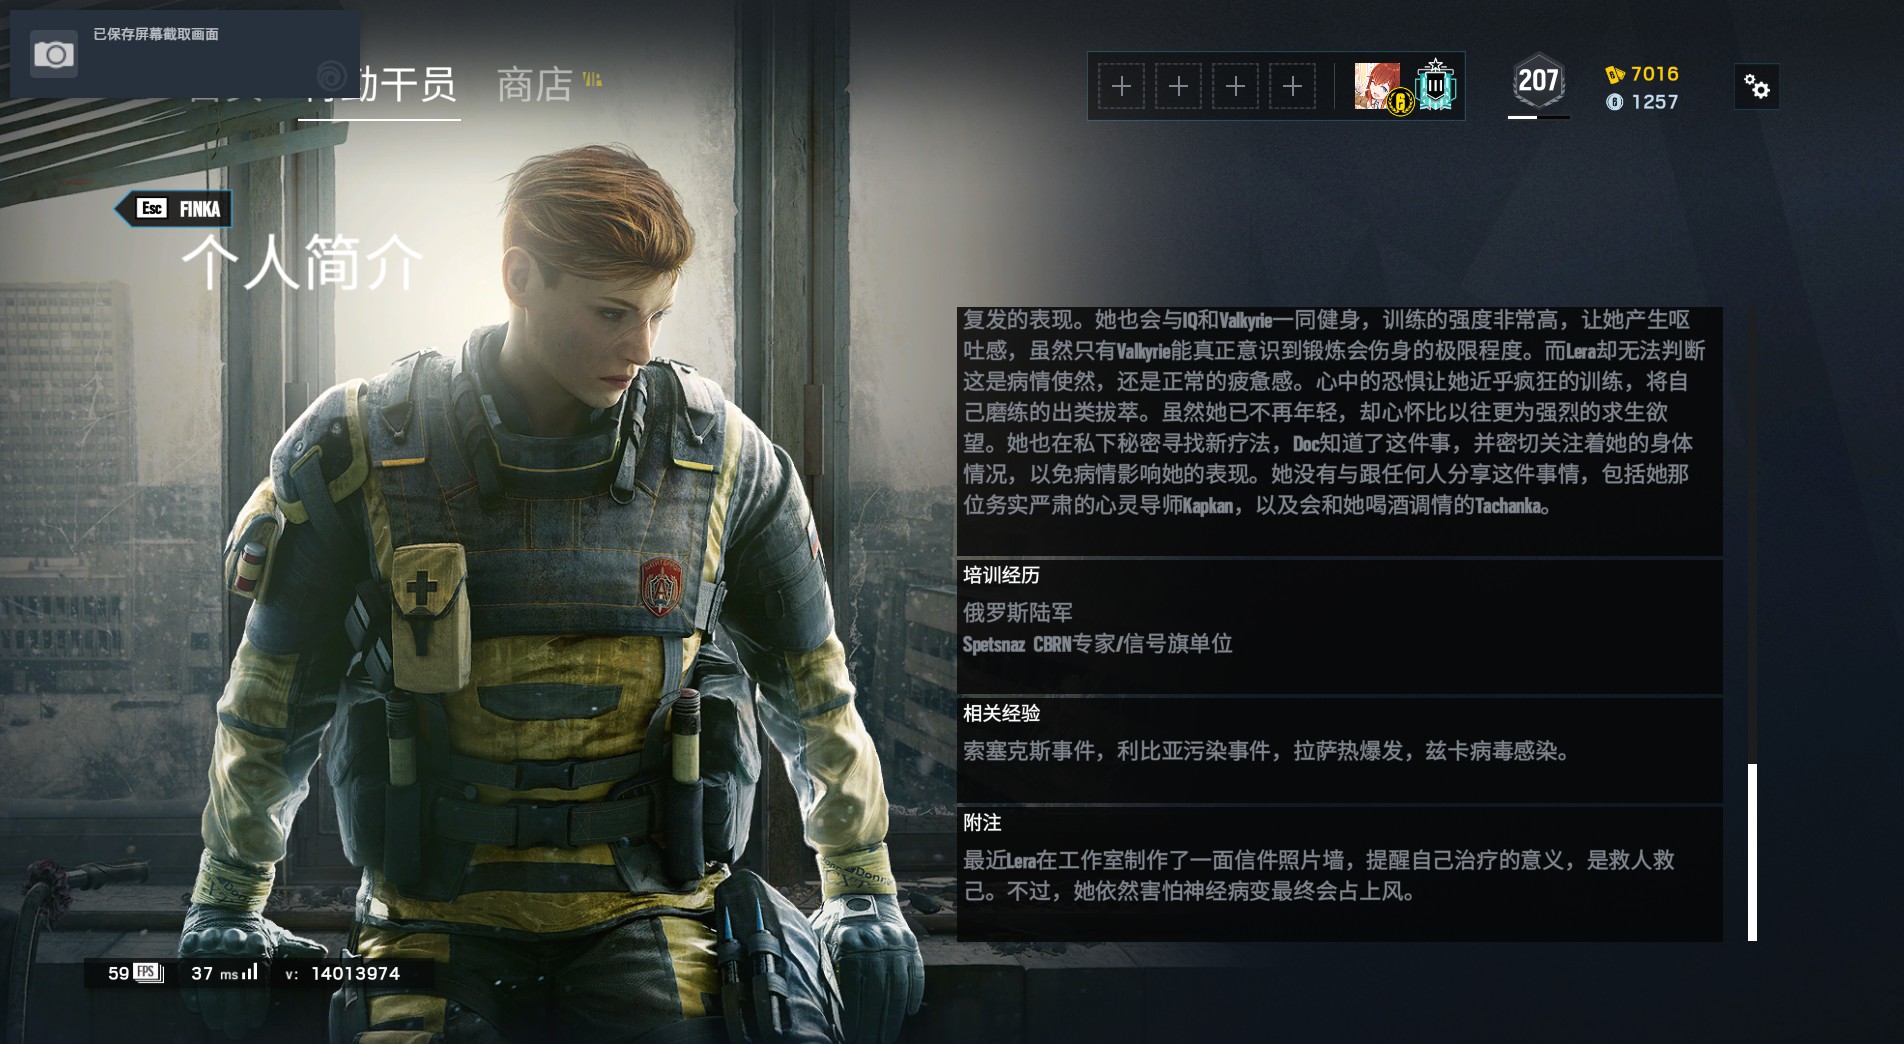 已保存屏幕截取画面
动干员 商店
207
7016
1257
Esc FINKA
个人简介
复发的表现。她也会与IQ和Valkyrie一同健身，训练的强度非常高，让她产生呕
吐感，虽然只有Valkyrie能真正意识到锻炼会伤身的极限程度。而Lera却无法判断
这是病情使然，还是正常的疲惫感。心中的恐惧让她近乎疯狂的训练，将自
己磨练的出类拔萃。虽然她已不再年轻，却心怀比以往更为强烈的求生欲
望。她也在私下秘密寻找新疗法，Doc知道了这件事，并密切关注着她的身体
情况，以免病情影响她的表现。她没有与跟任何人分享这件事情，包括她那
位务实严肃的心灵导师Kapkan，以及会和她喝酒调情的Tachanka。
培训经历
俄罗斯陆军
Spetsnaz CBRN专家/信号旗单位
相关经验
索塞克斯事件，利比亚污染事件，拉萨热爆发，兹卡病毒感染。
附注
最近Lera在工作室制作了一面信件照片墙，提醒自己治疗的意义，是救人救
己。不过，她依然害怕神经病变最终会占上风。
59 FPS 37 ms v: 14013974